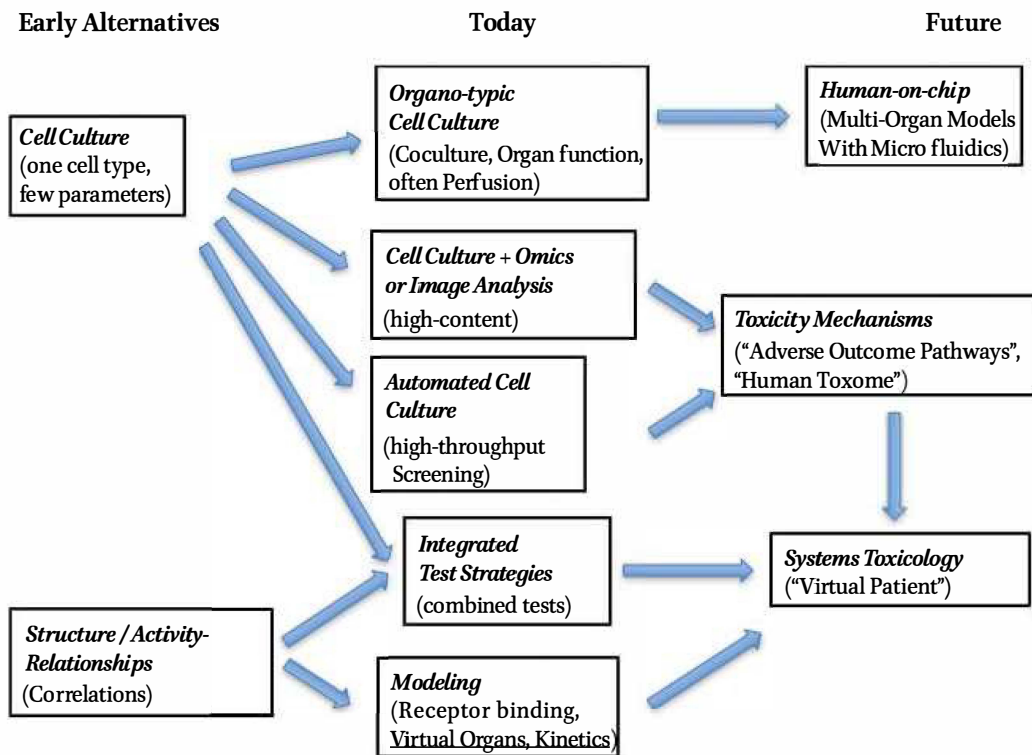 Early Alternatives
Today
Future
Cell Culture
(one cell type,
few parameters)
Organo-typic
Cell Culture
(Coculture, Organ function,
often Perfusion)
Human-on-chip
(Multi-Organ Models
With Micro fluidics)
Cell Culture + Omics
or Image Analysis
(high-content)
Toxicity Mechanisms
(“Adverse Outcome Pathways”,
“Human Toxome”)
Automated Cell
Culture
(high-throughput
Screening)
Integrated
Test Strategies
(combined tests)
Systems Toxicology
(“Virtual Patient”)
Structure / Activity-
Relationships
(Correlations)
Modeling
(Receptor binding,
Virtual Organs, Kinetics)